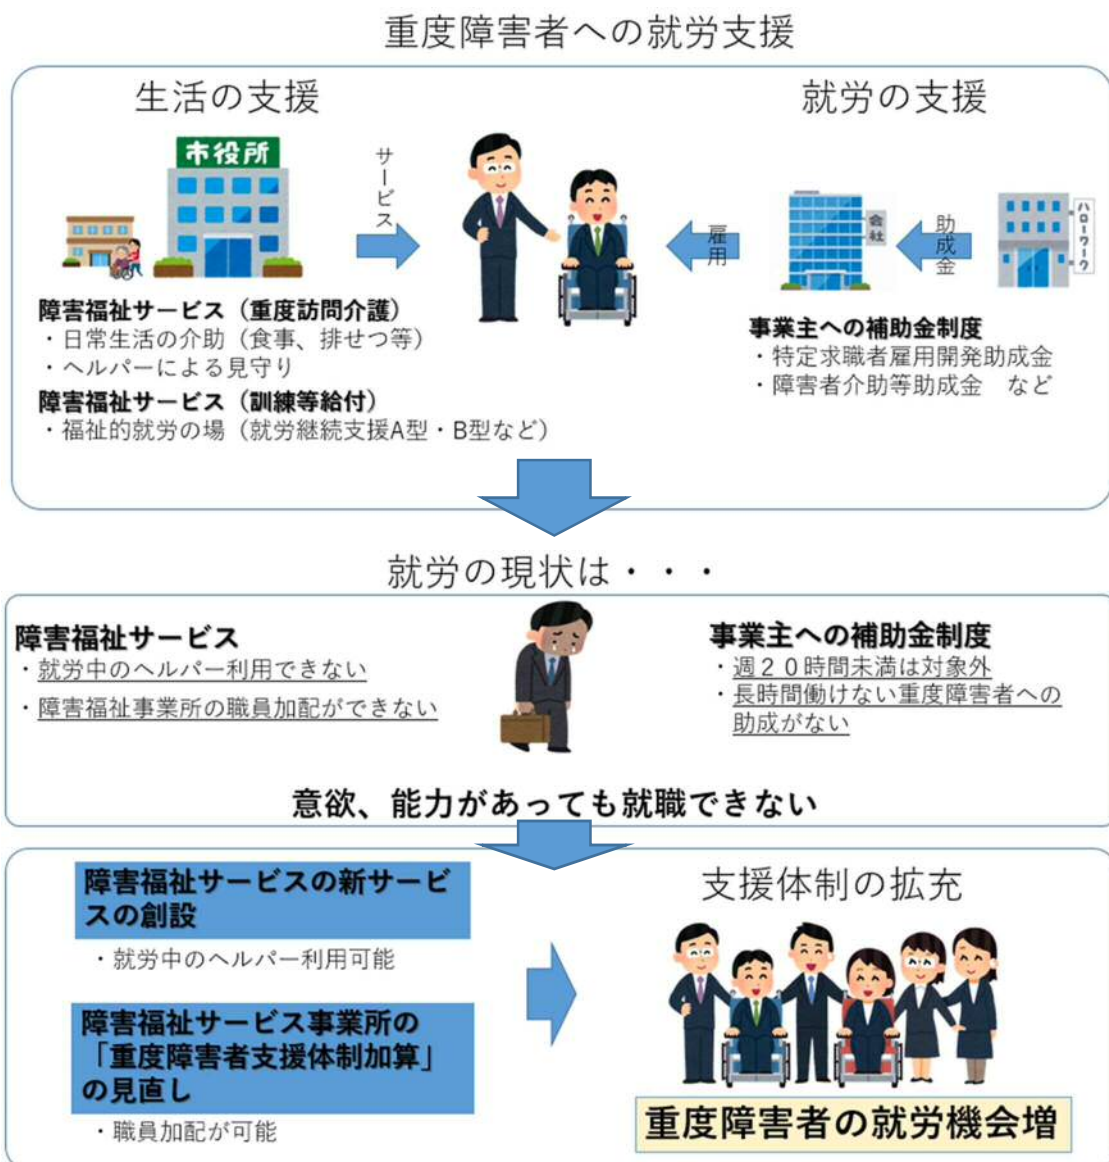 重度障害者への就労支援
生活の支援
市役所
サービス
障害福祉サービス（重度訪問介護）
・日常生活の介助（食事、排せつ等）
・ヘルパーによる見守り
障害福祉サービス（訓練等給付）
・福祉的就労の場（就労継続支援A型・B型など）
就労の支援
雇用
会社
助成金
ハローワーク
事業主への補助金制度
・特定求職者雇用開発助成金
・障害者介助等助成金　など
就労の現状は・・・
障害福祉サービス
・就労中のヘルパー利用できない
・障害福祉事業所の職員加配ができない
事業主への補助金制度
・週２０時間未満は対象外
・長時間働けない重度障害者への
助成がない
意欲、能力があっても就職できない
障害福祉サービスの新サービ
スの創設
・就労中のヘルパー利用可能
障害福祉サービス事業所の
「重度障害者支援体制加算」
の見直し
・職員加配が可能
支援体制の拡充
重度障害者の就労機会増